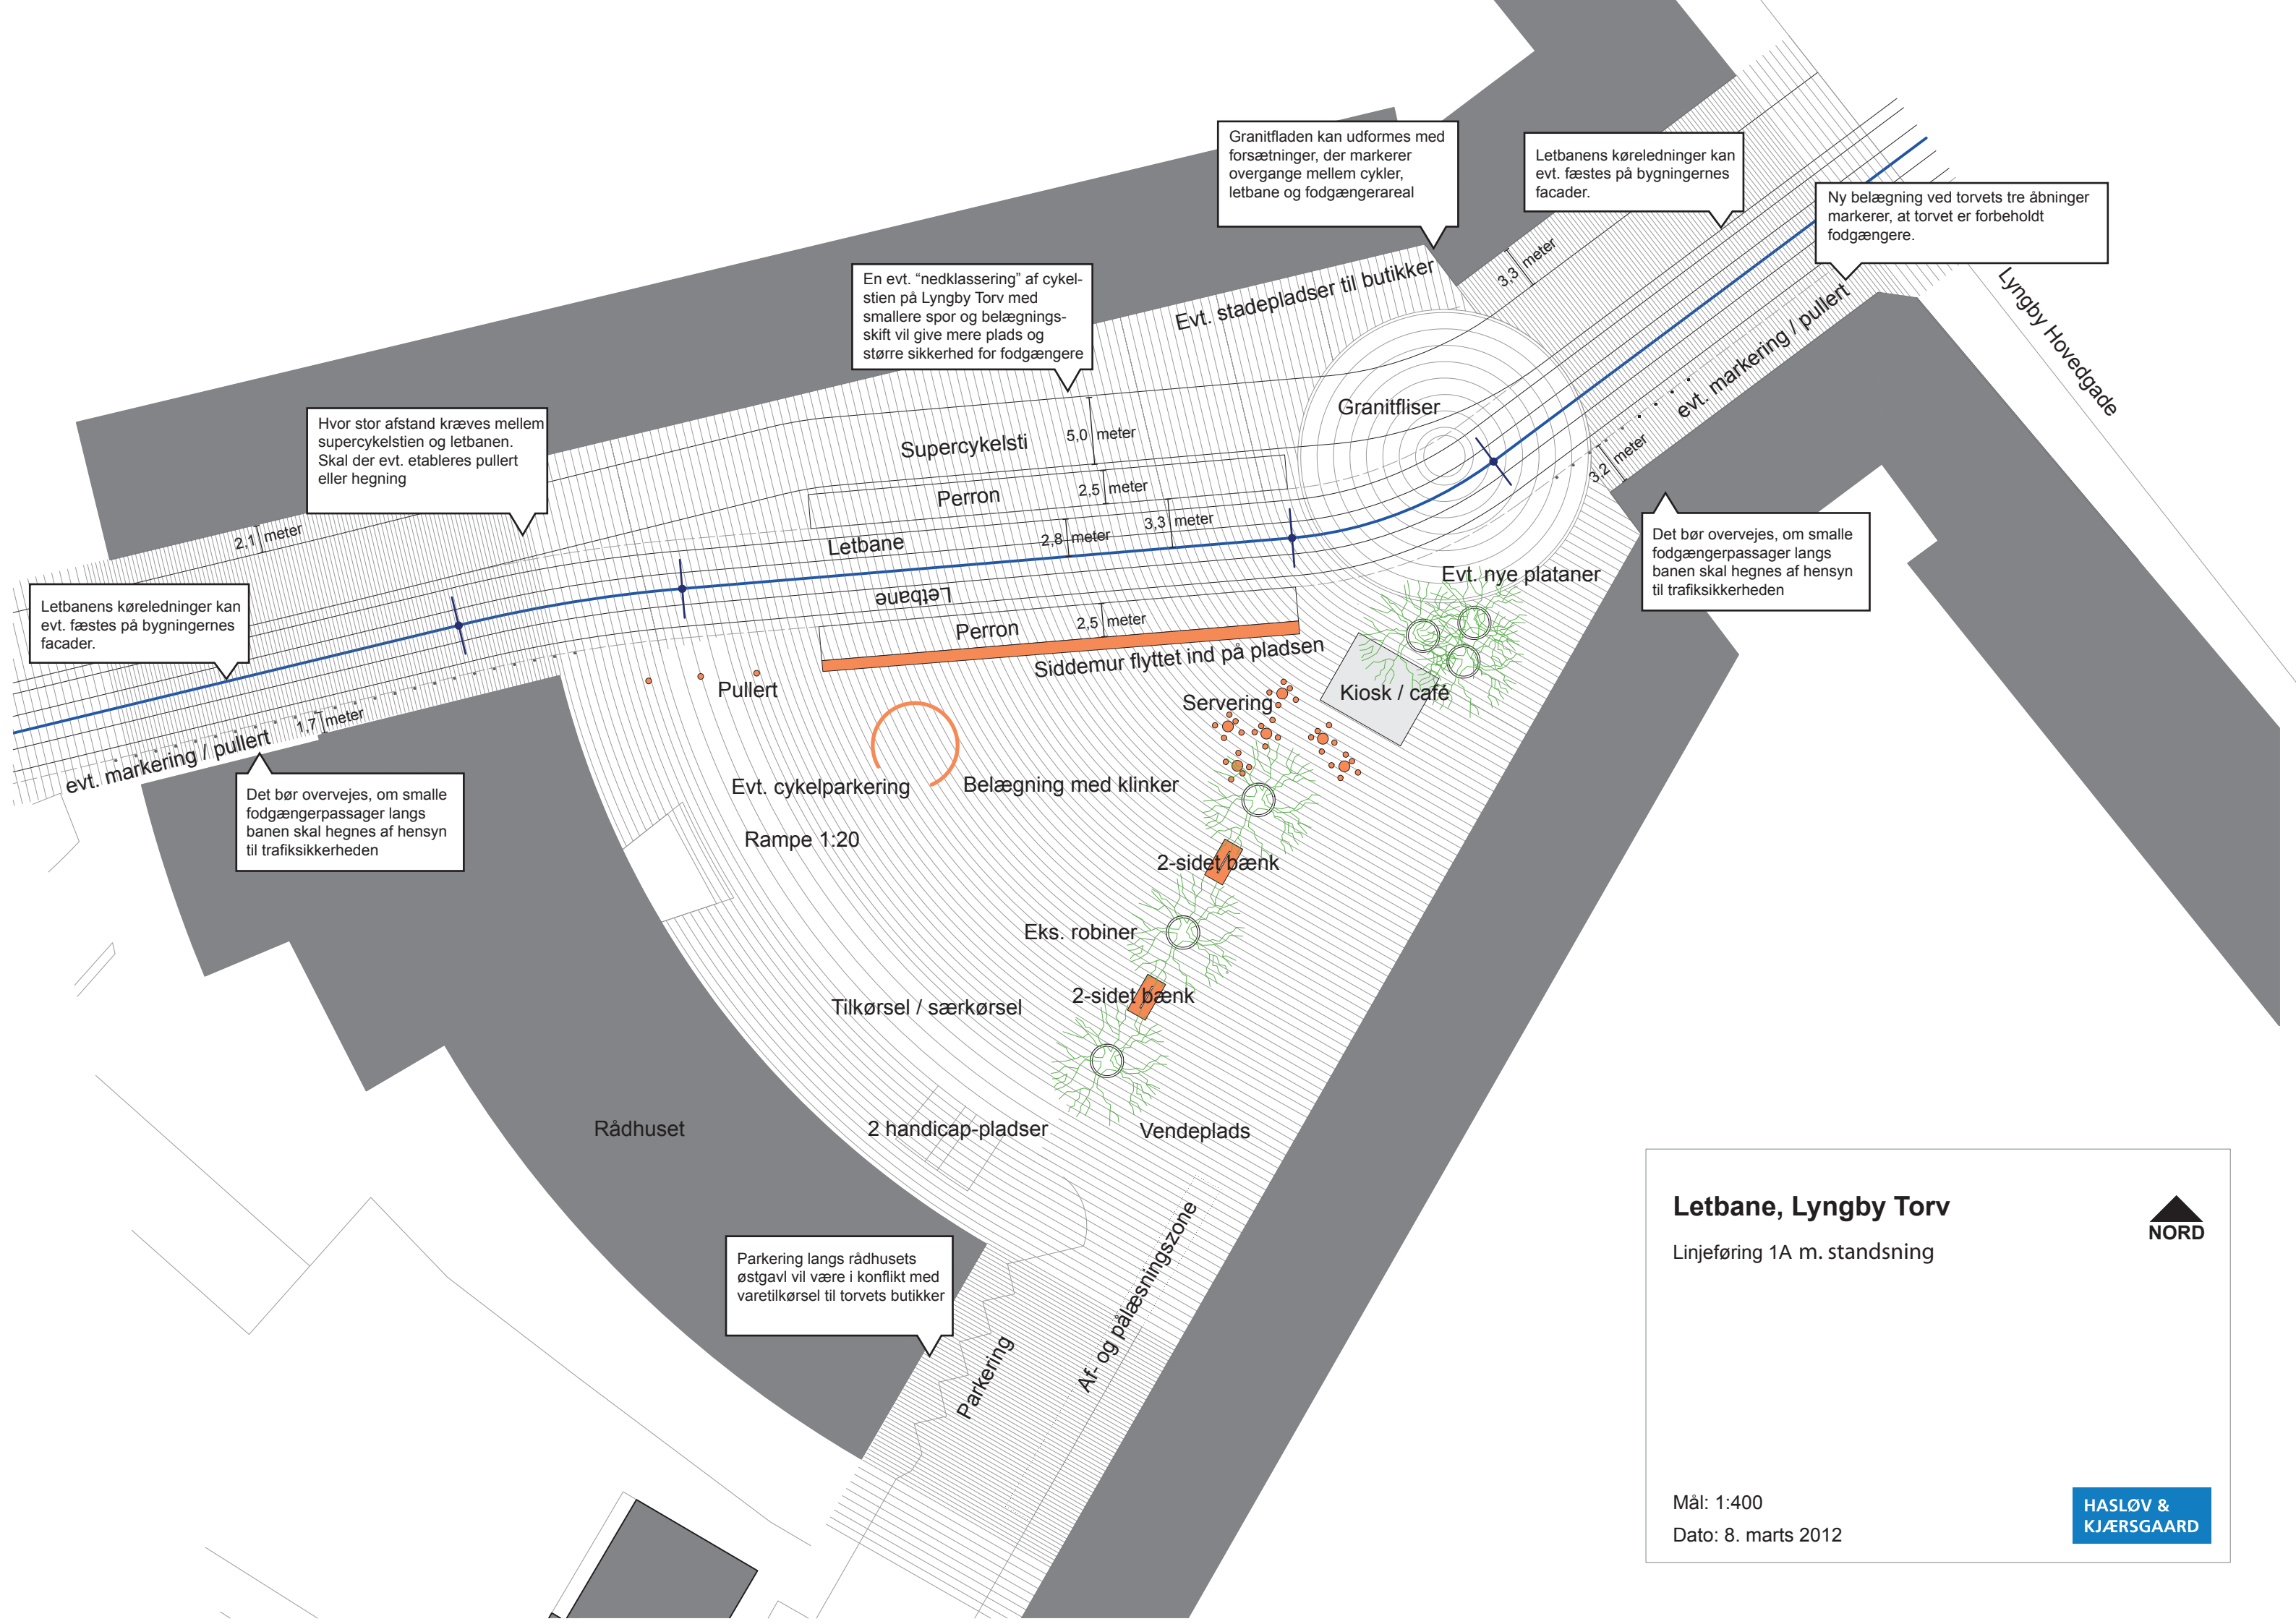 Granitfladen kan udformes med
forsætninger, der markerer
overgange mellem cykler,
letbane og fodgængerareal
Letbanens køreledninger kan
evt. fæstes på bygningernes
facader.
Ny belægning ved torvets tre åbninger
markerer, at torvet er forbeholdt
fodgængere.
En evt. “nedklassering” af cykel-
stien på Lyngby Torv med
smallere spor og belægnings-
skift vil give mere plads og
større sikkerhed for fodgængere
Evt. stadepladser til butikker
3,3 meter
Lyngby Hovedgade
evt. markering / pullert
3,2 meter
Hvor stor afstand kræves mellem
supercykelstien og letbanen.
Skal der evt. etableres pullert
eller hegning
Granitfliser
Supercykelsti
5,0 meter
Perron
2,5 meter
2,1 meter
Letbane
2,8 meter
3,3 meter
Letbane
Perron
2,5 meter
Siddemur flyttet ind på pladsen
Evt. nye plataner
Det bør overvejes, om smalle
fodgængerpassager langs
banen skal hegnes af hensyn
til trafiksikkerheden
Letbanens køreledninger kan
evt. fæstes på bygningernes
facader.
1,7 meter
evt. markering / pullert
Det bør overvejes, om smalle
fodgængerpassager langs
banen skal hegnes af hensyn
til trafiksikkerheden
Pullert
Servering
Kiosk / café
Evt. cykelparkering
Belægning med klinker
Rampe 1:20
2-sidet bænk
Eks. robiner
2-sidet bænk
Tilkørsel / særkørsel
Rådhuset
2 handicap-pladser
Vendeplads
Parkering langs rådhusets
østgavl vil være i konflikt med
varetilkørsel til torvets butikker
Parkering
Af- og pålæsningszone
Letbane, Lyngby Torv
NORD
Linjeføring 1A m. standsning
Mål: 1:400
Dato: 8. marts 2012
HASLØV &
KJÆRSGAARD